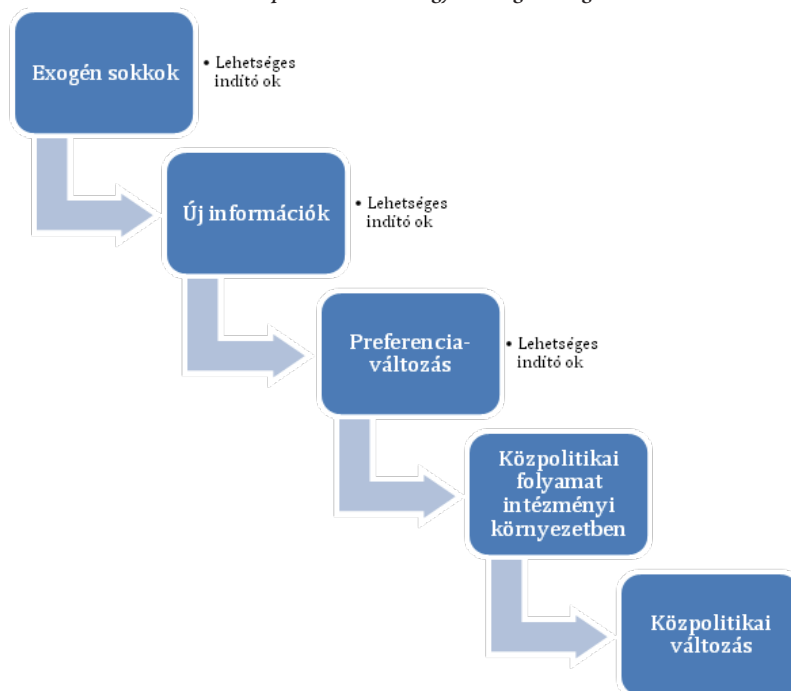 Exogén sokkok
• Lehetséges
indító ok
Új információk
• Lehetséges
indító ok
Preferencia-
változás
• Lehetséges
indító ok
Közpolitikai
folyamat
intézményi
környezetben
Közpolitikai
változás